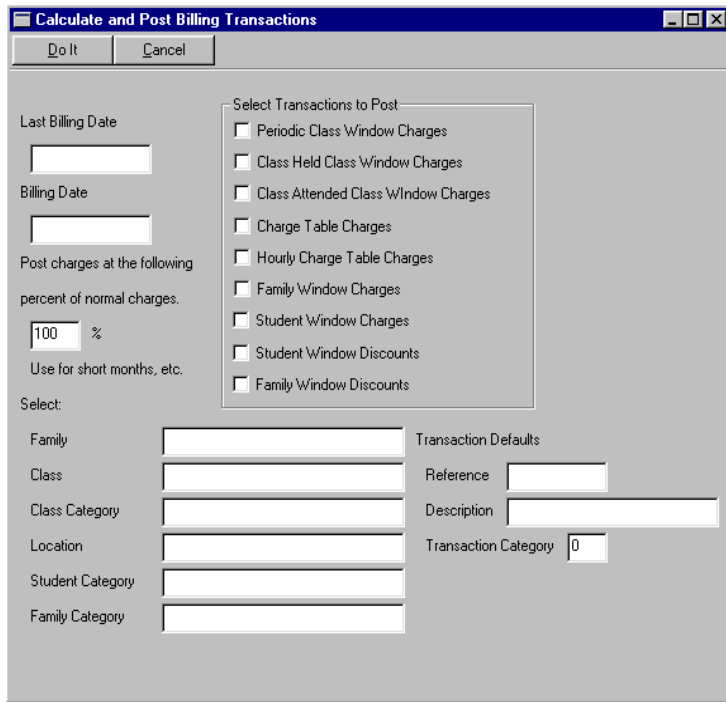 Calculate and Post Billing Transactions
Do It Cancel
Last Billing Date
Billing Date
Post charges at the following
percent of normal charges.
100 %
Use for short months, etc.
Select Transactions to Post
Periodic Class Window Charges
Class Held Class Window Charges
Class Attended Class WIndow Charges
Charge Table Charges
Hourly Charge Table Charges
Family Window Charges
Student Window Charges
Student Window Discounts
Family Window Discounts
Select:
Family
Class
Class Category
Location
Student Category
Family Category
Transaction Defaults
Reference
Description
Transaction Category 0